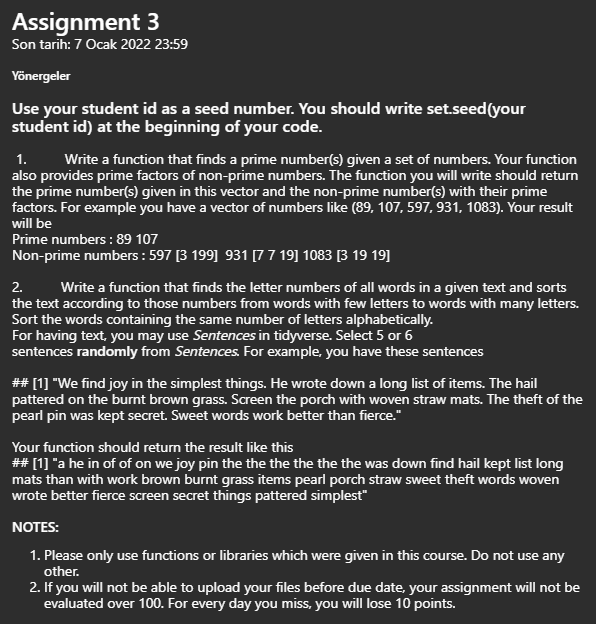 Assignment 3
Son tarih: 7 Ocak 2022 23:59
Yönergeler
Use your student id as a seed number. You should write set.seed(your
student id) at the beginning of your code.
1. Write a function that finds a prime number(s) given a set of numbers. Your function
also provides prime factors of non-prime numbers. The function you will write should return
the prime number(s) given in this vector and the non-prime number(s) with their prime
factors. For example you have a vector of numbers like (89, 107, 597, 931, 1083). Your result
will be
Prime numbers : 89 107
Non-prime numbers : 597 [3 199] 931 [7 7 19] 1083 [3 19 19]
2. Write a function that finds the letter numbers of all words in a given text and sorts
the text according to those numbers from words with few letters to words with many letters.
Sort the words containing the same number of letters alphabetically.
For having text, you may use Sentences in tidyverse. Select 5 or 6
sentences randomly from Sentences. For example, you have these sentences
## [1] "We find joy in the simplest things. He wrote down a long list of items. The hail
pattered on the burnt brown grass. Screen the porch with woven straw mats. The theft of the
pearl pin was kept secret. Sweet words work better than fierce."
Your function should return the result like this
## [1] "a he in of of on we joy pin the the the the the the was down find hail kept list long
mats than with work brown burnt grass items pearl porch straw sweet theft words woven
wrote better fierce screen secret things pattered simplest"
NOTES:
1. Please only use functions or libraries which were given in this course. Do not use any
other.
2. If you will not be able to upload your files before due date, your assignment will not be
evaluated over 100. For every day you miss, you will lose 10 points.